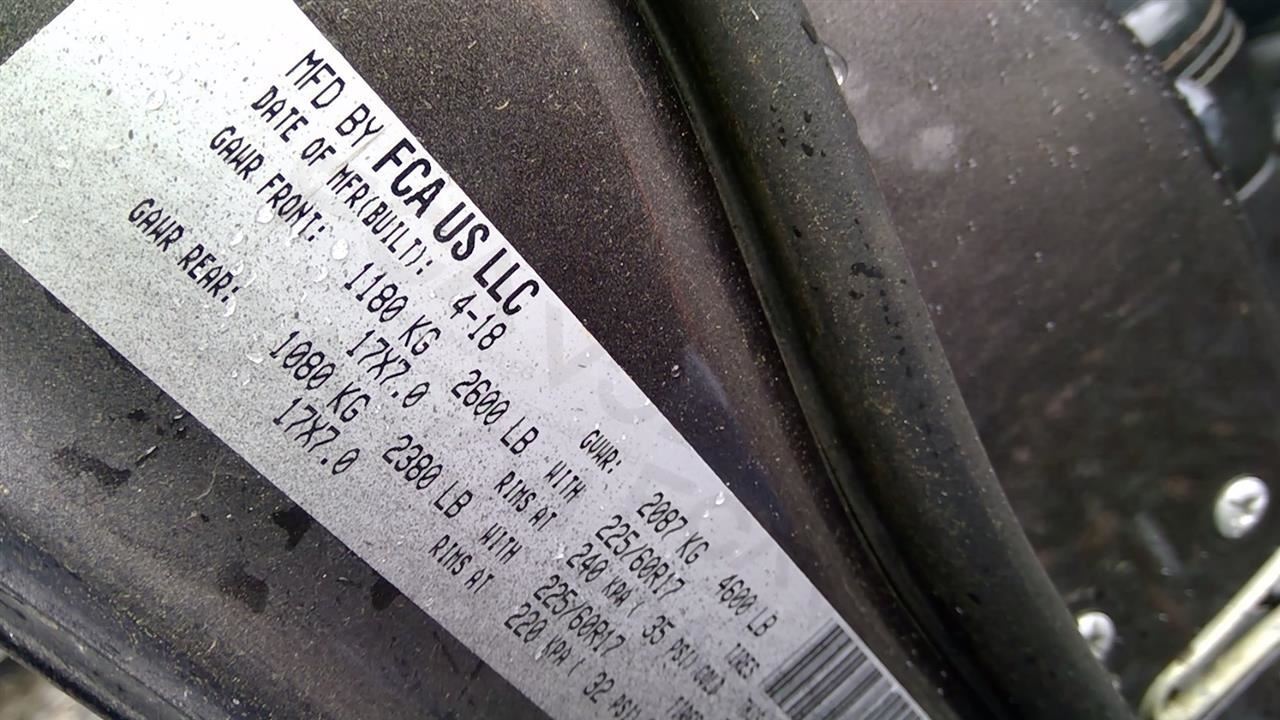 MFD BY FCA US LLC
DATE OF MFR(BUILT): 4-18 GVWR: 2087 KG 4600 LB
GAWR FRONT: 1180 KG 2600 LB WITH 225/60R17 TIRES
17X7.0 RIMS AT 240 KPA ( 35 PSI) COLD
GAWR REAR: 1080 KG 2380 LB WITH 225/60R17
17X7.0 RIMS AT 220 KPA ( 32 PSI)